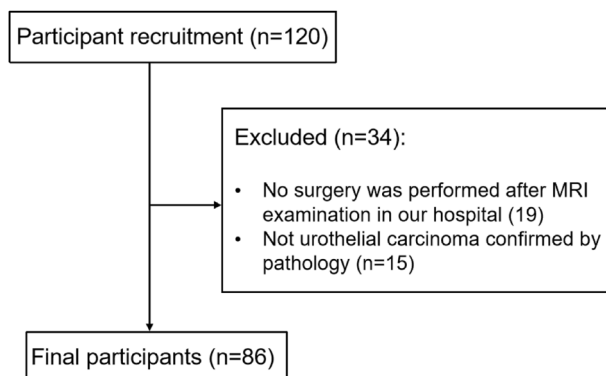 Participant recruitment (n=120)
Excluded (n=34):
• No surgery was performed after MRI
examination in our hospital (19)
• Not urothelial carcinoma confirmed by
pathology (n=15)
Final participants (n=86)